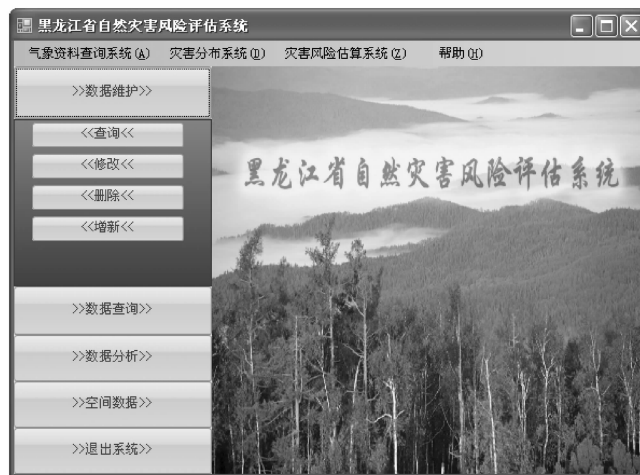 黑龙江省自然灾害风险评估系统
气象资料查询系统(A) 灾害分布系统(D) 灾害风险估算系统(Z) 帮助(H)
>>数据维护>>
<<查询<<
<<修改<<
<<删除<<
<<增新<<
黑龙江省自然灾害风险评估系统
>>数据查询>>
>>数据分析>>
>>空间数据>>
>>退出系统>>